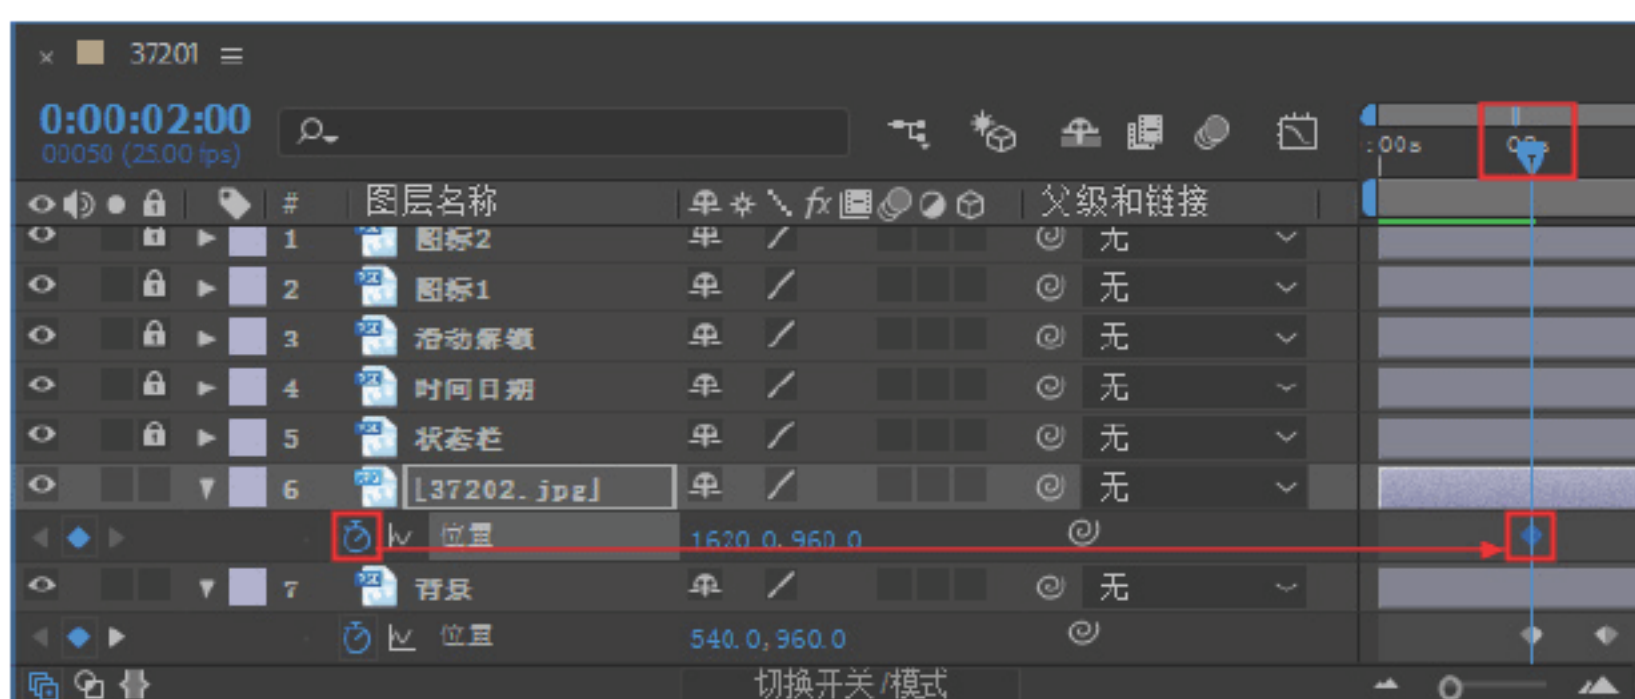 37201
0:00:02:00
00050 (25.00 fps)
:00s
# 图层名称 fx 父级和链接
1 图标2 无
2 图标1 无
3 滑动解锁 无
4 时间日期 无
5 状态栏 无
6 [37202.jpg] 无
位置 1620.0,960.0
7 背景 无
位置 540.0,960.0
切换开关/模式